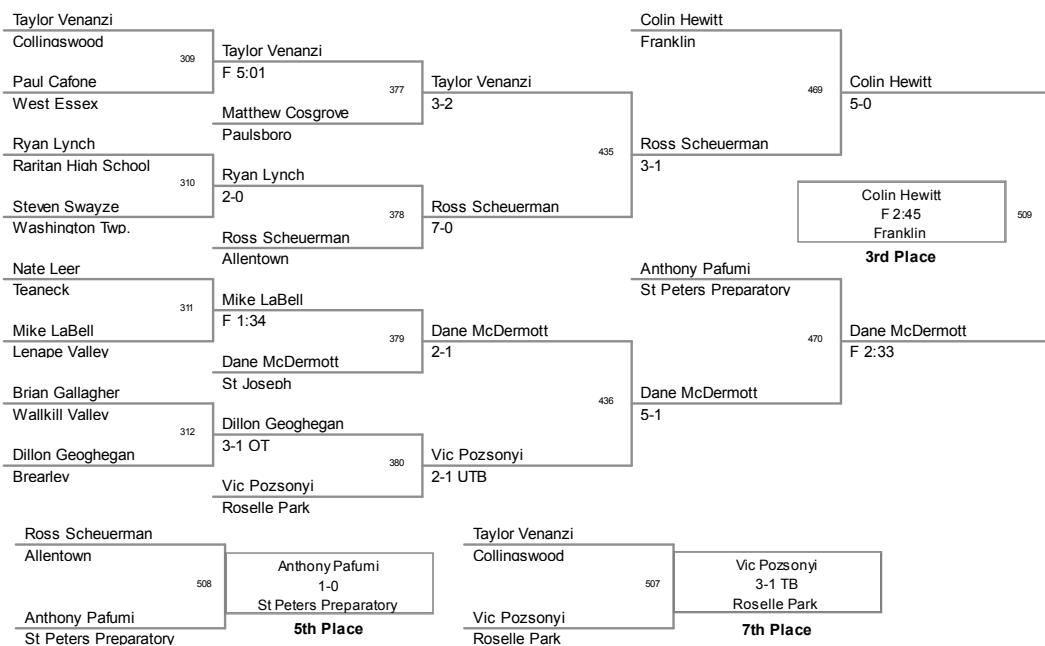 Taylor Venanzi
Collingswood
309
Paul Cafone
West Essex
Ryan Lynch
Raritan High School
310
Steven Swayze
Washington Twp.
Nate Leer
Teaneck
311
Mike LaBell
Lenape Valley
Brian Gallagher
Wallkill Valley
312
Dillon Geoghegan
Brearley
Taylor Venanzi
F 5:01
377
Matthew Cosgrove
Paulsboro
Ryan Lynch
2-0
378
Ross Scheuerman
Allentown
Mike LaBell
F 1:34
379
Dane McDermott
St Joseph
Dillon Geoghegan
3-1 OT
380
Vic Pozsonyi
Roselle Park
Taylor Venanzi
3-2
435
Ross Scheuerman
7-0
Dane McDermott
2-1
436
Vic Pozsonyi
2-1 UTB
Colin Hewitt
Franklin
469
Ross Scheuerman
3-1
Anthony Pafumi
St Peters Preparatory
470
Dane McDermott
5-1
Colin Hewitt
5-0
Colin Hewitt
F 2:45
Franklin
509
3rd Place
Dane McDermott
F 2:33
Ross Scheuerman
Allentown
508
Anthony Pafumi
St Peters Preparatory
Anthony Pafumi
1-0
St Peters Preparatory
5th Place
Taylor Venanzi
Collingswood
507
Vic Pozsonyi
Roselle Park
Vic Pozsonyi
3-1 TB
Roselle Park
7th Place